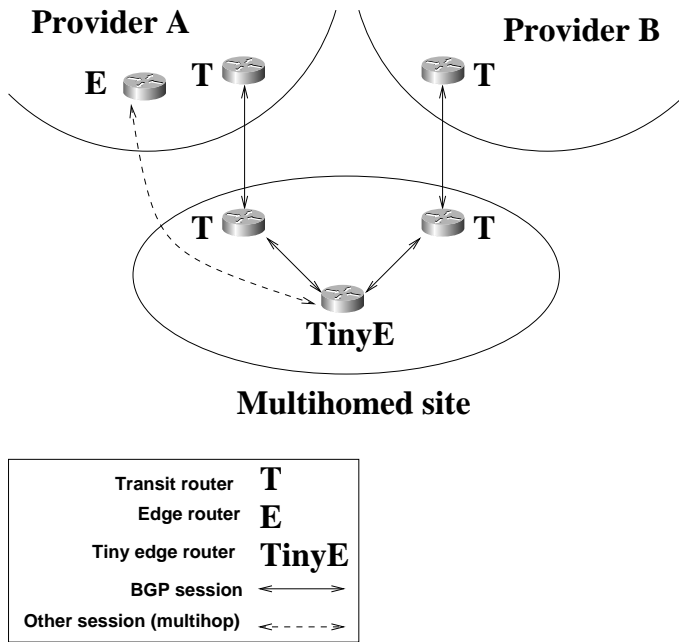 Provider A
Provider B
E
T
T
T
T
TinyE
Multihomed site
Transit router T
Edge router E
Tiny edge router TinyE
BGP session
Other session (multihop)